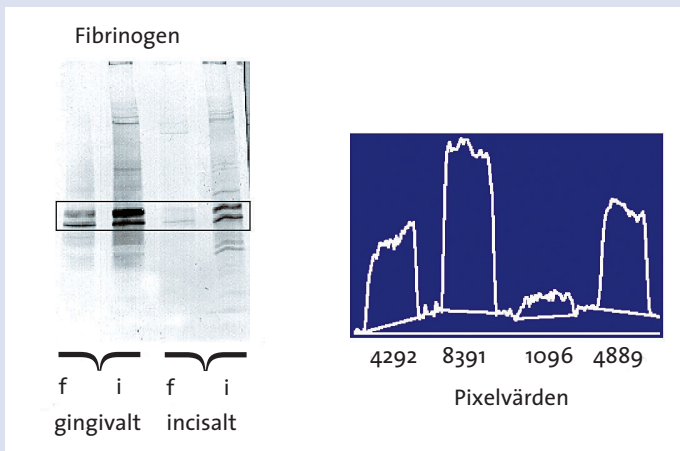 Fibrinogen
f i f i
gingivalt incisalt
4292 8391 1096 4889
Pixelvärden